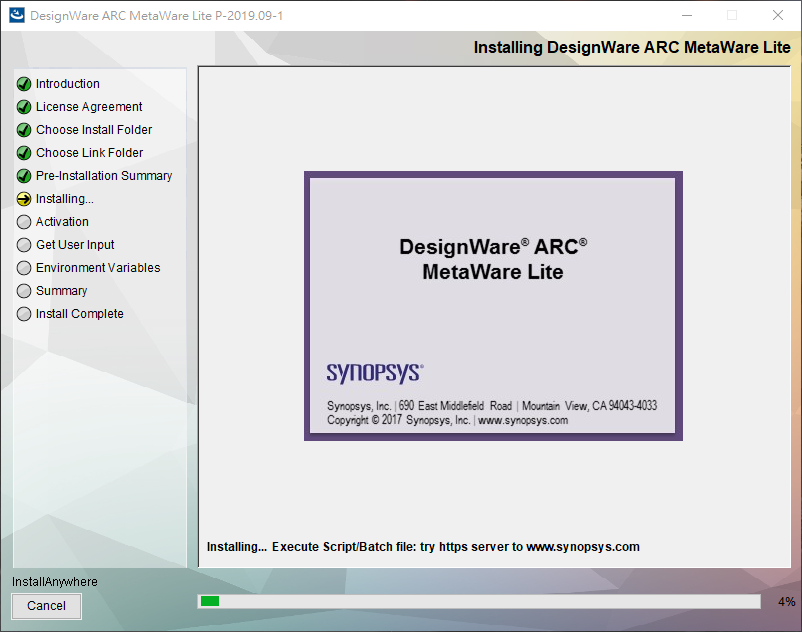 DesignWare ARC MetaWare Lite P-2019.09-1
Installing DesignWare ARC MetaWare Lite
Introduction
License Agreement
Choose Install Folder
Choose Link Folder
Pre-Installation Summary
Installing...
Activation
Get User Input
Environment Variables
Summary
Install Complete
DesignWare® ARC®
MetaWare Lite
SYNOPSYS®
Synopsys, Inc. | 690 East Middlefield Road | Mountain View, CA 94043-4033
Copyright © 2017 Synopsys, Inc. | www.synopsys.com
Installing... Execute Script/Batch file: try https server to www.synopsys.com
InstallAnywhere
Cancel
4%